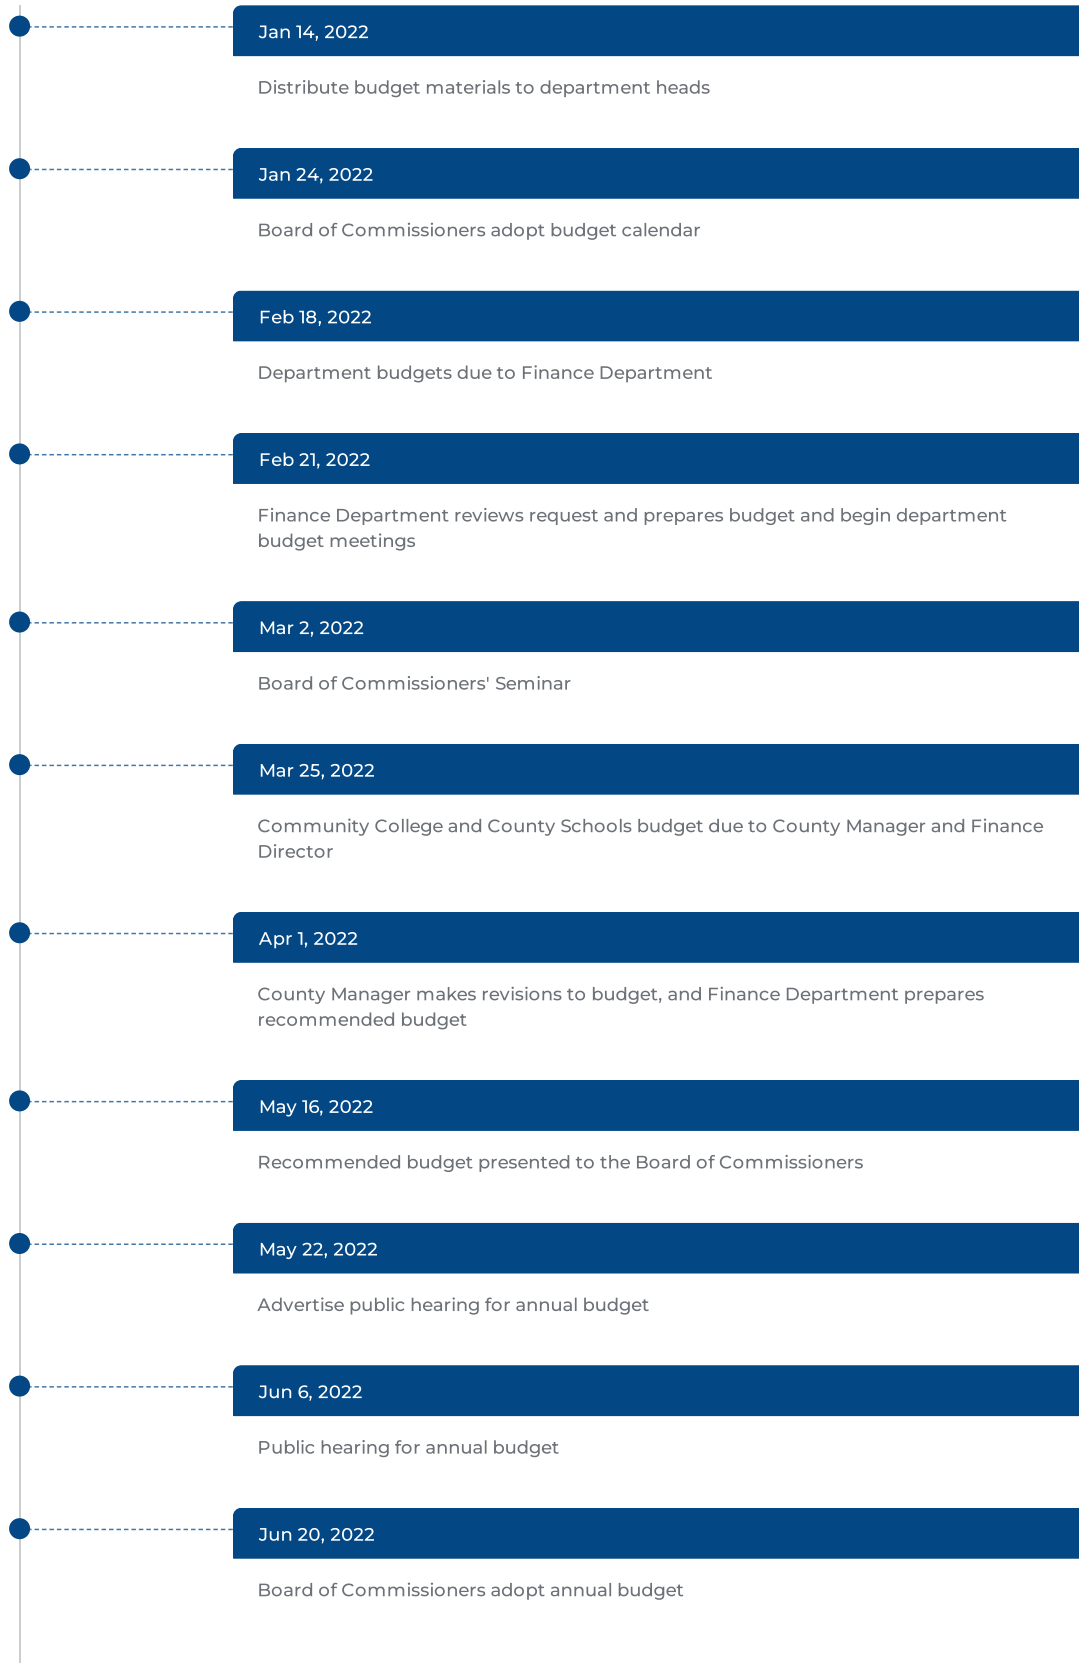 Jan 14, 2022
Distribute budget materials to department heads
Jan 24, 2022
Board of Commissioners adopt budget calendar
Feb 18, 2022
Department budgets due to Finance Department
Feb 21, 2022
Finance Department reviews request and prepares budget and begin department
budget meetings
Mar 2, 2022
Board of Commissioners' Seminar
Mar 25, 2022
Community College and County Schools budget due to County Manager and Finance
Director
Apr 1, 2022
County Manager makes revisions to budget, and Finance Department prepares
recommended budget
May 16, 2022
Recommended budget presented to the Board of Commissioners
May 22, 2022
Advertise public hearing for annual budget
Jun 6, 2022
Public hearing for annual budget
Jun 20, 2022
Board of Commissioners adopt annual budget